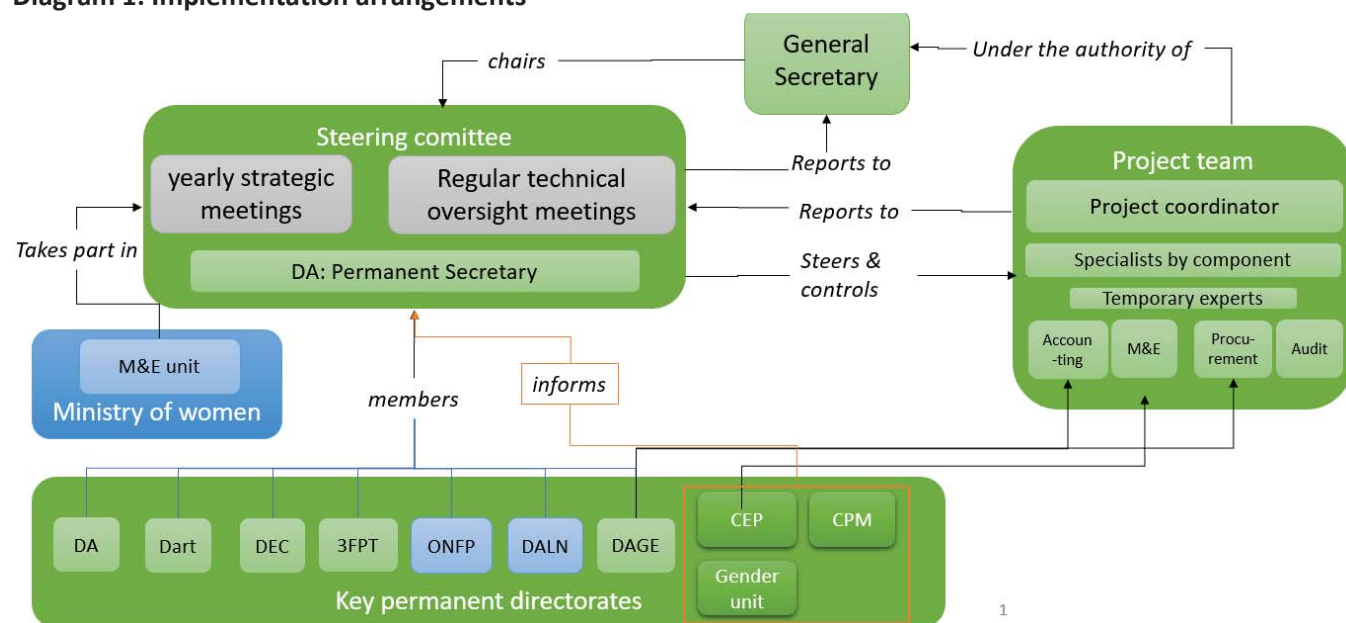 Diagram 1: Implementation arrangements
General
Secretary
chairs
Under the authority of
Steering comittee
yearly strategic
meetings
Regular technical
oversight meetings
DA: Permanent Secretary
Reports to
Reports to
Steers &
controls
Project team
Project coordinator
Specialists by component
Temporary experts
Accoun
-ting
M&E
Procu-
rement
Audit
Takes part in
M&E unit
Ministry of women
members
informs
DA
Dart
DEC
3FPT
ONFP
DALN
DAGE
CEP
CPM
Gender
unit
Key permanent directorates
1